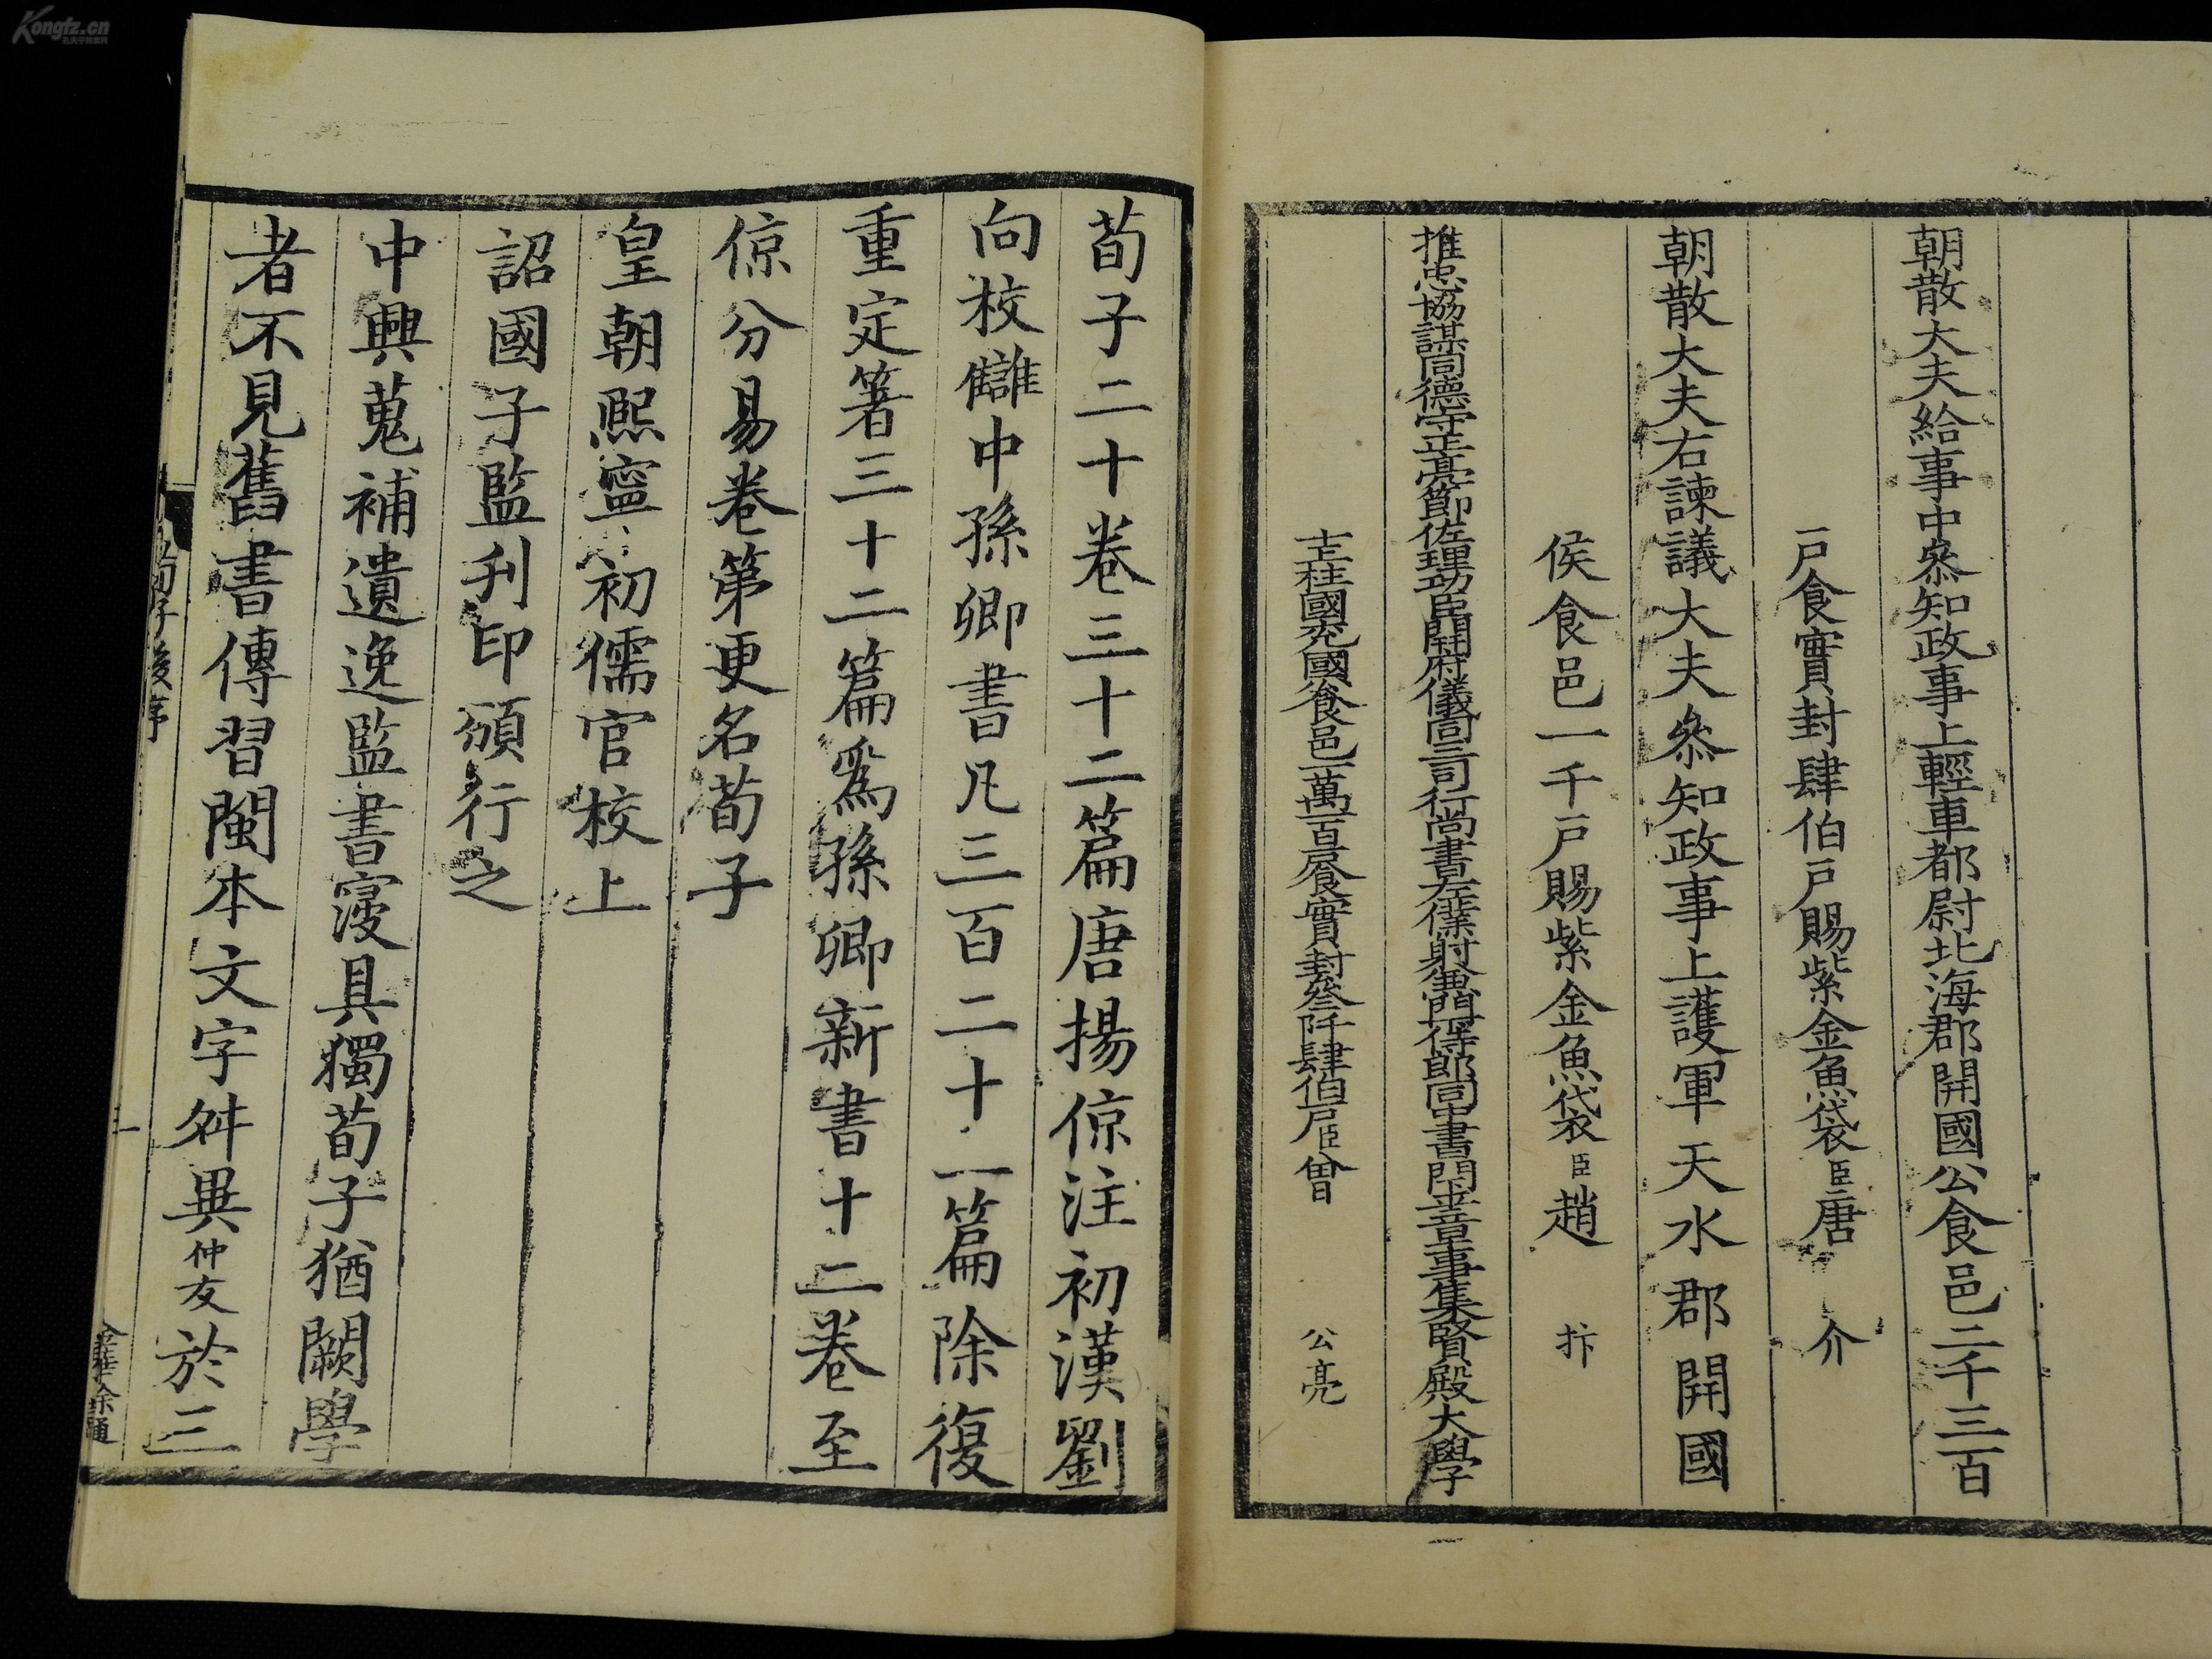 朝散大夫給事中叅知政事上輕車都尉北海郡開國公食邑二千三百
戶食實封肆伯戶賜紫金魚袋臣唐介
朝散大夫右諫議大夫叅知政事上護軍天水郡開國
侯食邑一千戶賜紫金魚袋臣趙抃
推忠協謀同德守正亮節佐理功臣開府儀同三司行尚書左僕射兼門下侍郎同中書門下平章事集賢殿大學
士上柱國兗國公食邑一萬一百戶食實封叄阡肆伯戶臣曾公亮
荀子二十卷三十二篇唐揚倞注初漢劉
向校讎中孫卿書凡三百二十二篇除復
重定箸三十二篇爲孫卿新書十二卷至
倞分易卷第更名荀子
皇朝熈寧初儒官校上
詔國子監刋印頒行之
中興蒐補遺逸監書寖具獨荀子猶闕學
者不見舊書傳習閩本文字舛異仲友於三
荀子後序
二
金華余通
Kongfz.cn